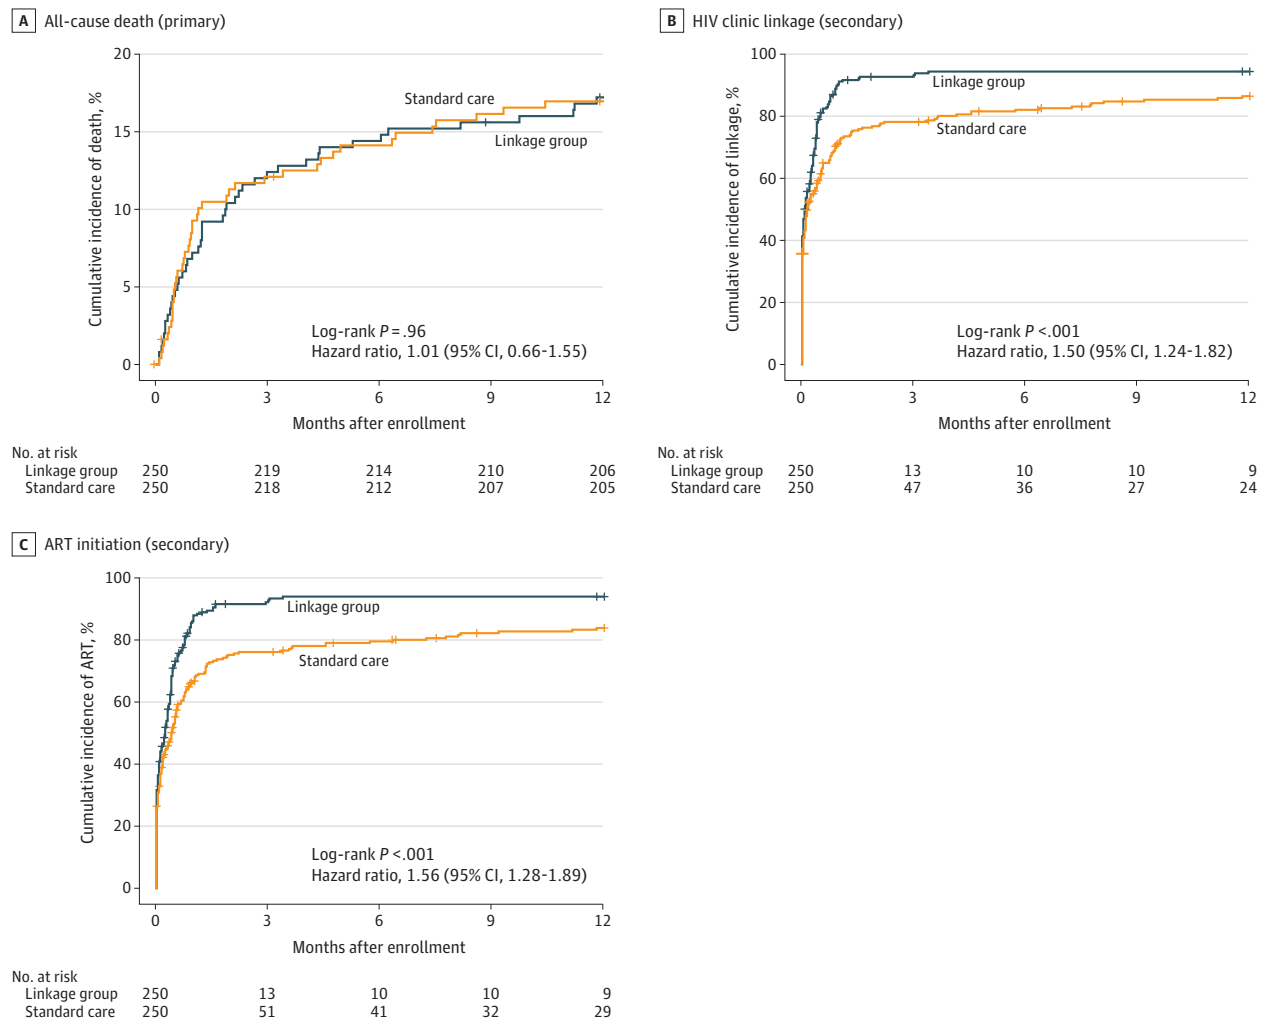 A All-cause death (primary)
Cumulative incidence of death, %
20
15
10
5
0
Standard care
Linkage group
Log-rank P = .96
Hazard ratio, 1.01 (95% CI, 0.66-1.55)
0 3 6 9 12
Months after enrollment
No. at risk
Linkage group 250 219 214 210 206
Standard care 250 218 212 207 205
B HIV clinic linkage (secondary)
Cumulative incidence of linkage, %
100
80
60
40
20
0
Linkage group
Standard care
Log-rank P <.001
Hazard ratio, 1.50 (95% CI, 1.24-1.82)
0 3 6 9 12
Months after enrollment
No. at risk
Linkage group 250 13 10 10 9
Standard care 250 47 36 27 24
C ART initiation (secondary)
Cumulative incidence of ART, %
100
80
60
40
20
0
Linkage group
Standard care
Log-rank P <.001
Hazard ratio, 1.56 (95% CI, 1.28-1.89)
0 3 6 9 12
Months after enrollment
No. at risk
Linkage group 250 13 10 10 9
Standard care 250 51 41 32 29